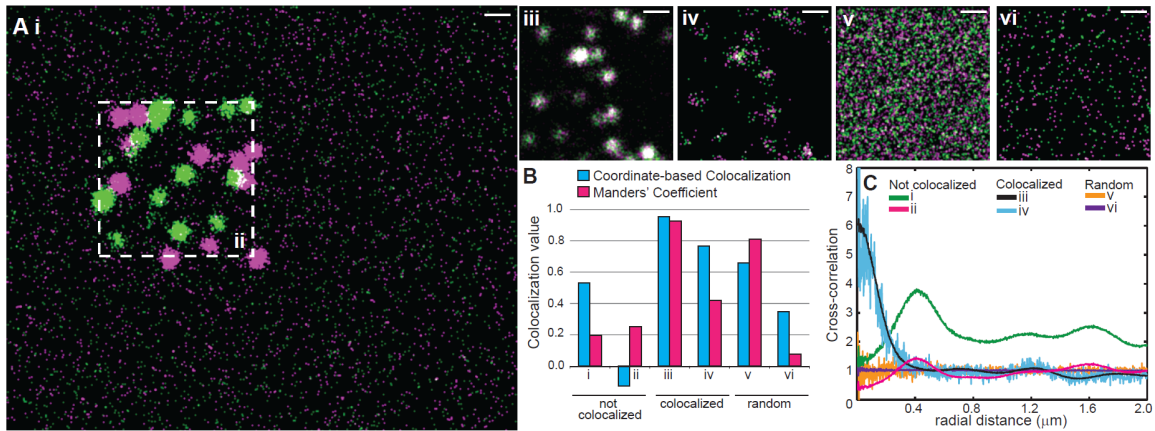 A i
ii
iii
iv
v
vi
B
Coordinate-based Colocalization
Manders' Coefficient
Colocalization value
1.0
0.8
0.6
0.4
0.2
0.0
i ii iii iv v vi
not colocalized
colocalized
random
C
Not colocalized
i
ii
Colocalized
iii
iv
Random
v
vi
Cross-correlation
8
7
6
5
4
3
2
1
0
0.4 0.8 1.2 1.6 2.0
radial distance (μm)